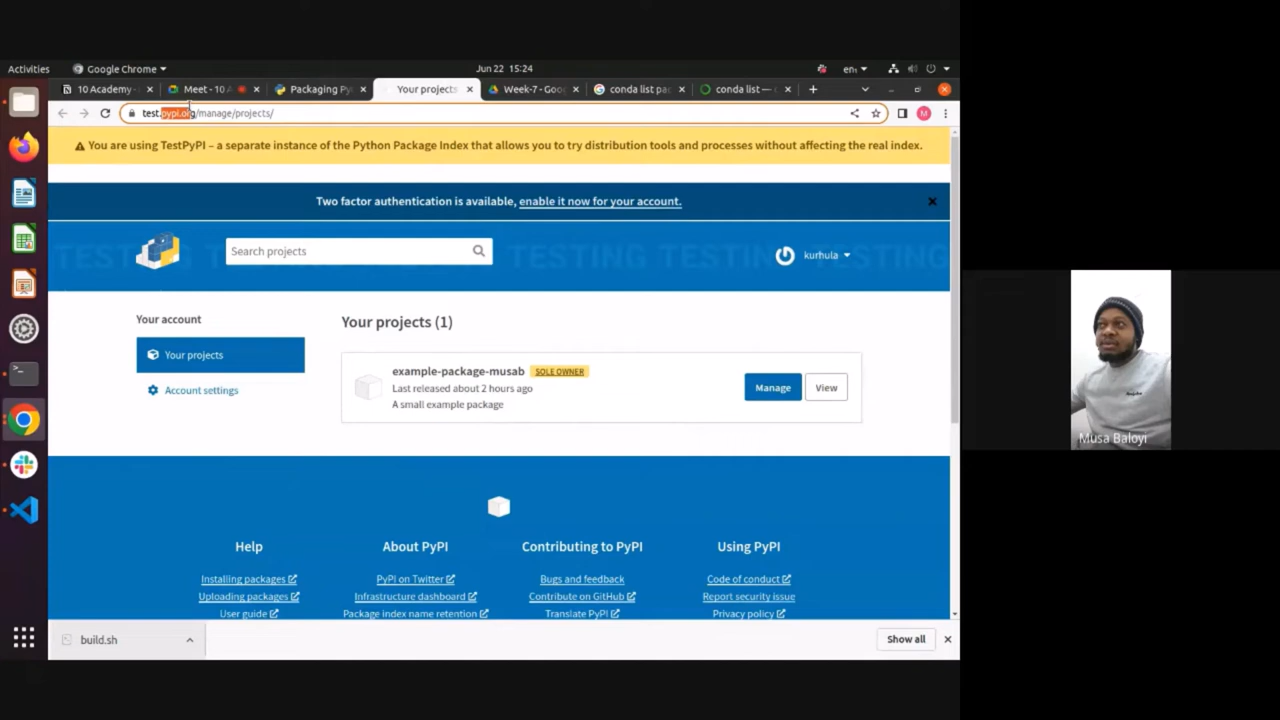 Activities
Google Chrome
Jun 22 15:24
en
10 Academy
Meet - 10 A
Packaging Py
Your projects
Week-7 - Goo
conda list pac
conda list —
test.pypi.org/manage/projects/
M
You are using TestPyPI – a separate instance of the Python Package Index that allows you to try distribution tools and processes without affecting the real index.
Two factor authentication is available, enable it now for your account.
TESTING TESTING
Search projects
kurhula
Your account
Your projects
Account settings
Your projects (1)
example-package-musab SOLE OWNER
Last released about 2 hours ago
A small example package
Manage
View
Help
Installing packages
Uploading packages
User guide
About PyPI
PyPI on Twitter
Infrastructure dashboard
Package index name retention
Contributing to PyPI
Bugs and feedback
Contribute on GitHub
Translate PyPI
Using PyPI
Code of conduct
Report security issue
Privacy policy
build.sh
Show all
Musa Baloyi